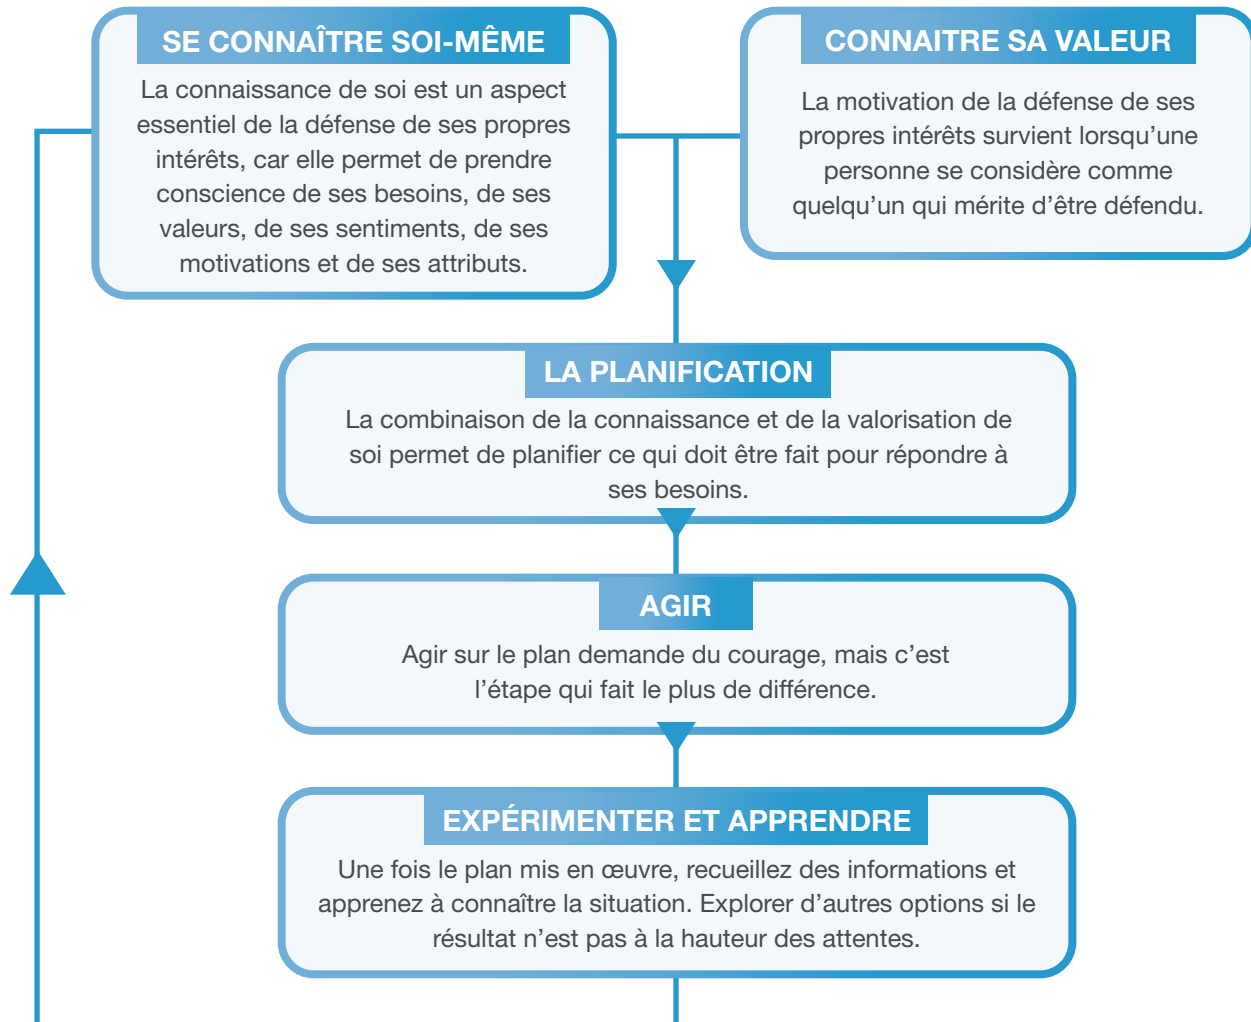 SE CONNAÎTRE SOI-MÊME
La connaissance de soi est un aspect
essentiel de la défense de ses propres
intérêts, car elle permet de prendre
conscience de ses besoins, de ses
valeurs, de ses sentiments, de ses
motivations et de ses attributs.
CONNAITRE SA VALEUR
La motivation de la défense de ses
propres intérêts survient lorsqu'une
personne se considère comme
quelqu'un qui mérite d'être défendu.
LA PLANIFICATION
La combinaison de la connaissance et de la valorisation de
soi permet de planifier ce qui doit être fait pour répondre à
ses besoins.
AGIR
Agir sur le plan demande du courage, mais c'est
l'étape qui fait le plus de différence.
EXPÉRIMENTER ET APPRENDRE
Une fois le plan mis en œuvre, recueillez des informations et
apprenez à connaître la situation. Explorer d'autres options si le
résultat n'est pas à la hauteur des attentes.